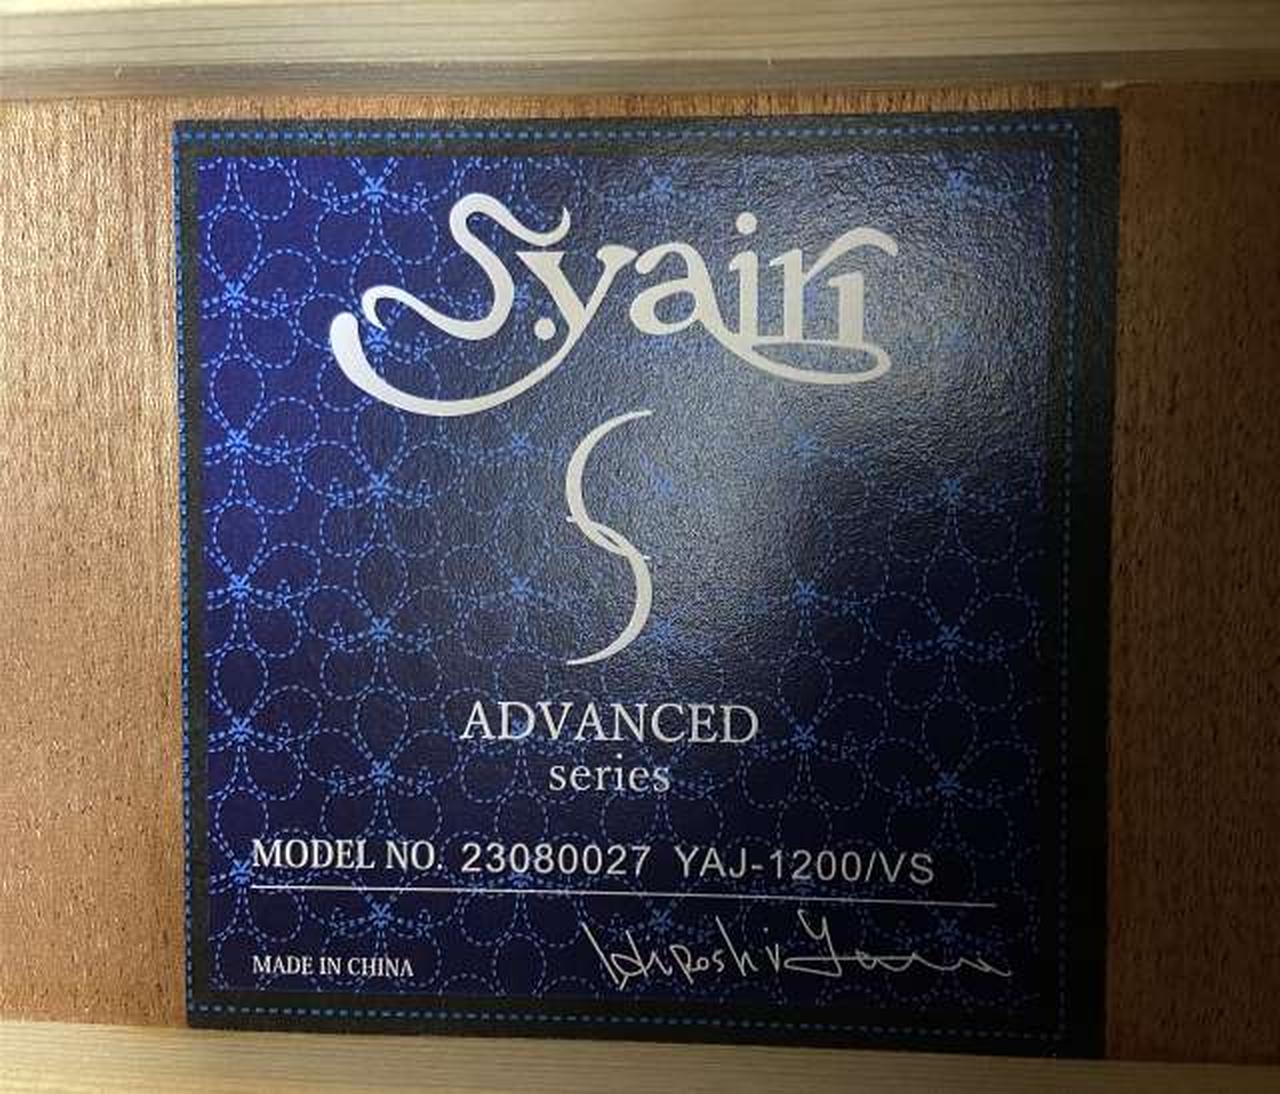 S.yairi
ADVANCED
series
MODEL NO. 23080027 YAJ-1200/VS
Hiroshi Yairi
MADE IN CHINA